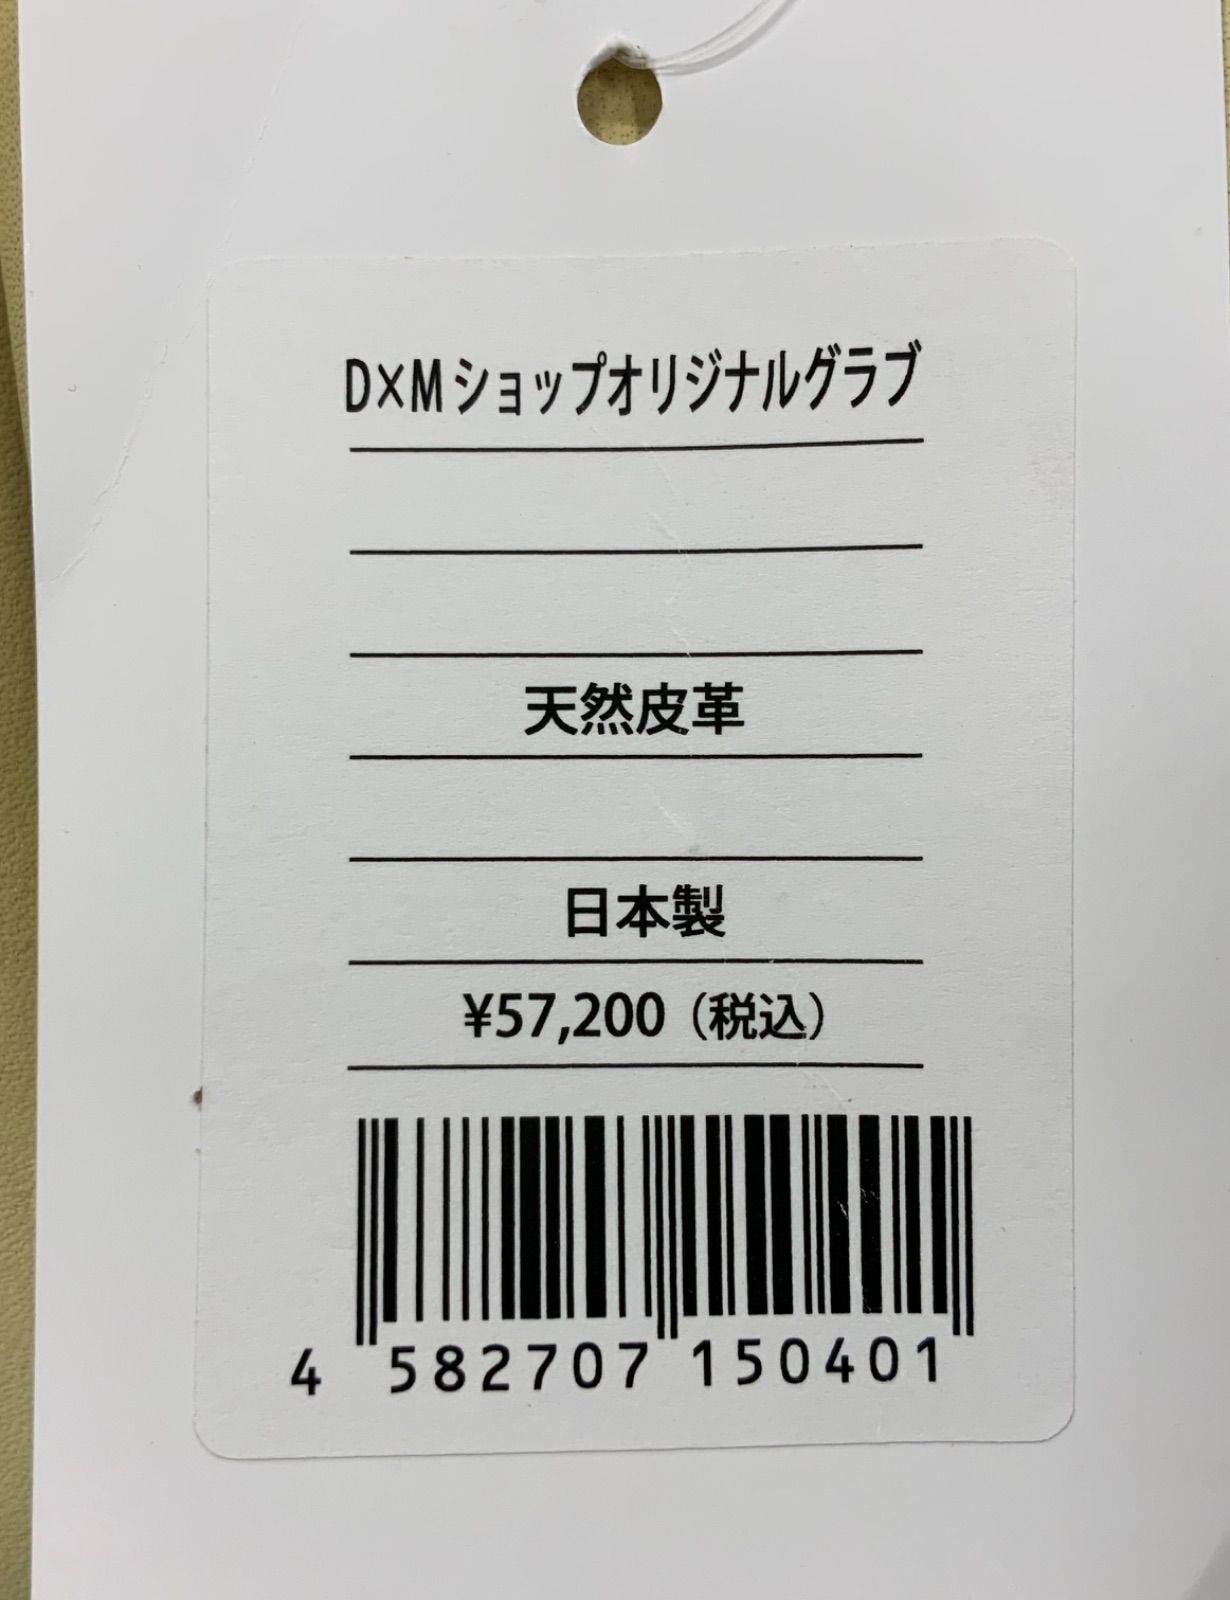 D×Mショップオリジナルグラブ
天然皮革
日本製
¥57,200（税込）
4 582707 150401